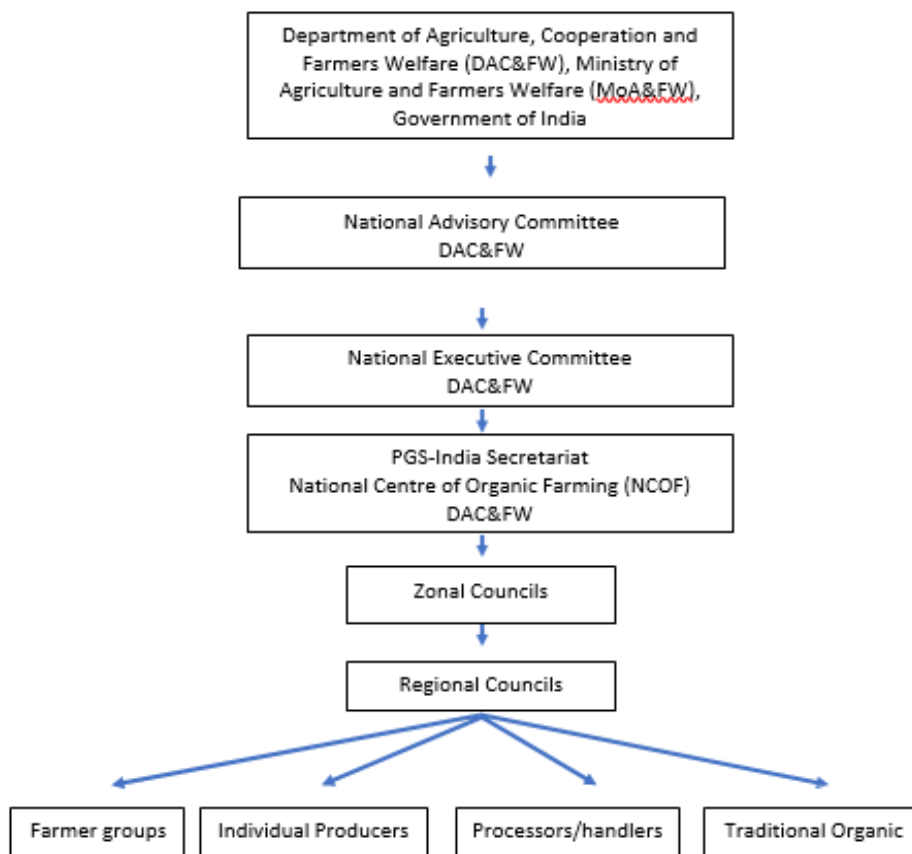 Department of Agriculture, Cooperation and
Farmers Welfare (DAC&FW), Ministry of
Agriculture and Farmers Welfare (MoA&FW),
Government of India
National Advisory Committee
DAC&FW
National Executive Committee
DAC&FW
PGS-India Secretariat
National Centre of Organic Farming (NCOF)
DAC&FW
Zonal Councils
Regional Councils
Farmer groups
Individual Producers
Processors/handlers
Traditional Organic